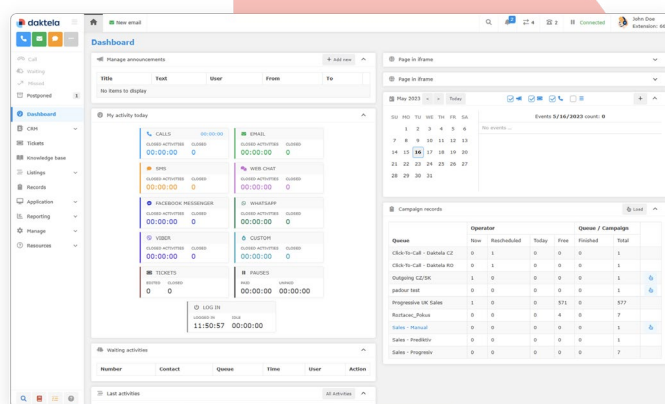 daktela
New email
2
4
2
Connected
John Doe
Extension:
Call
Waiting
Missed
Postponed 1
Dashboard
CRM
Tickets
Knowledge base
Listings
Records
Application
Reporting
Manage
Resources
Dashboard
Manage announcements
+ Add new
Title Text User From To
No items to display
My activity today
CALLS 00:00:00
CLOSED ACTIVITIES CLOSED
00:00:00 0
EMAIL
CLOSED ACTIVITIES CLOSED
00:00:00 0
SMS
CLOSED ACTIVITIES CLOSED
00:00:00 0
WEB CHAT
CLOSED ACTIVITIES CLOSED
00:00:00 0
FACEBOOK MESSENGER
CLOSED ACTIVITIES CLOSED
00:00:00 0
WHATSAPP
CLOSED ACTIVITIES CLOSED
00:00:00 0
VIBER
CLOSED ACTIVITIES CLOSED
00:00:00 0
CUSTOM
CLOSED ACTIVITIES CLOSED
00:00:00 0
TICKETS
EDITED CLOSED
0 0
PAUSES
PAID UNPAID
00:00:00 00:00:00
LOG IN
LOGGED IN IDLE
11:50:57 00:00:00
Waiting activities
Number Contact Queue Time User Action
Last activities
All Activities
Page in iframe
Page in iframe
May 2023 « » Today
+
SU MO TU WE TH FR SA
1 2 3 4 5 6
7 8 9 10 11 12 13
14 15 16 17 18 19 20
21 22 23 24 25 26 27
28 29 30 31
Events 5/16/2023 count: 0
No events ...
Campaign records
Load
Operator Queue / Campaign
Queue Now Rescheduled Today Free Finished Total
Click-To-Call - Daktela CZ 0 1 0 0 0 1
Click-To-Call - Daktela RO 0 1 0 0 0 1
Outgoing CZ/SK 1 0 0 0 0 1
padour test 0 0 0 0 0 1
Progressive UK Sales 1 0 0 571 0 577
Roztacec_Pokus 0 0 0 4 0 7
Sales - Manual 0 0 0 0 0 1
Sales - Prediktiv 0 0 0 0 0 1
Sales - Progresiv 0 0 0 0 0 7